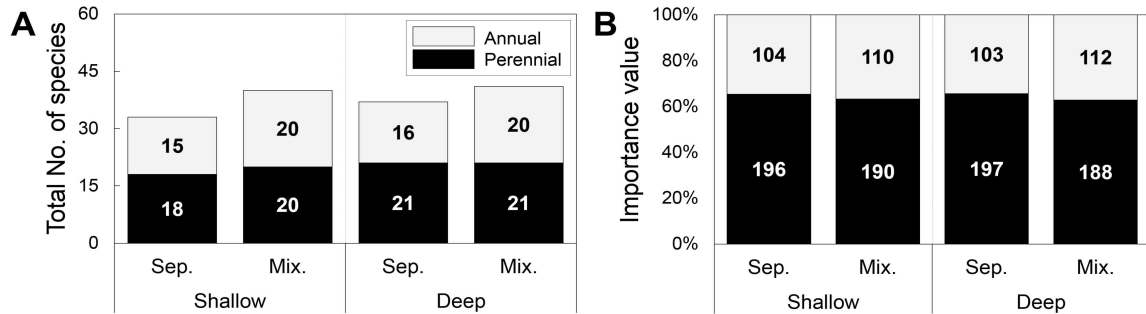 A
Total No. of species
60
45
30
15
0
Annual
Perennial
15
20
16
20
18
20
21
21
Sep. Mix. Sep. Mix.
Shallow Deep
B
Importance value
100%
80%
60%
40%
20%
0%
104 110 103 112
196 190 197 188
Sep. Mix. Sep. Mix.
Shallow Deep